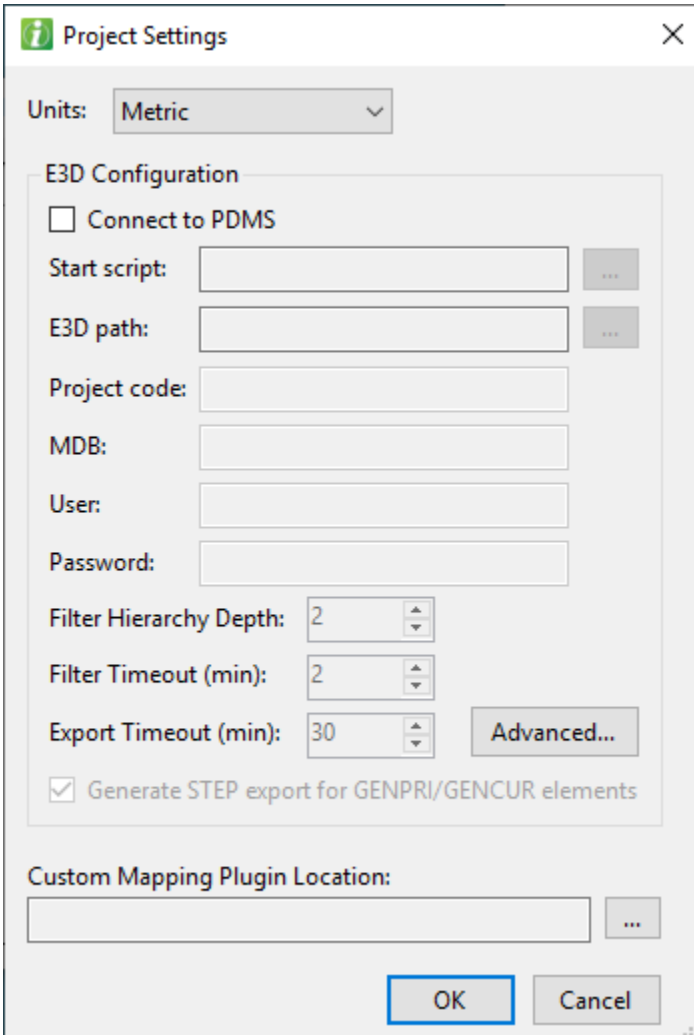 Project Settings
Units: Metric
E3D Configuration
Connect to PDMS
Start script: ...
E3D path: ...
Project code:
MDB:
User:
Password:
Filter Hierarchy Depth: 2
Filter Timeout (min): 2
Export Timeout (min): 30 Advanced...
Generate STEP export for GENPRI/GENCUR elements
Custom Mapping Plugin Location:
...
OK Cancel